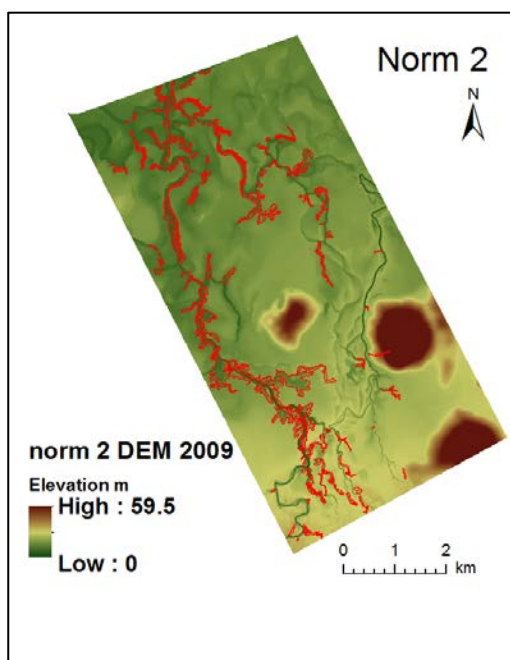 Norm 2
N
norm 2 DEM 2009
Elevation m
High : 59.5
Low : 0
0 1 2
km